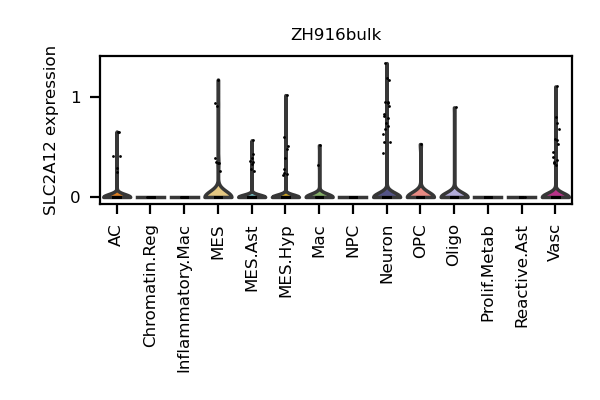 ZH916bulk
SLC2A12 expression
1
0
AC
Chromatin.Reg
Inflammatory.Mac
MES
MES.Ast
MES.Hyp
Mac
NPC
Neuron
OPC
Oligo
Prolif.Metab
Reactive.Ast
Vasc